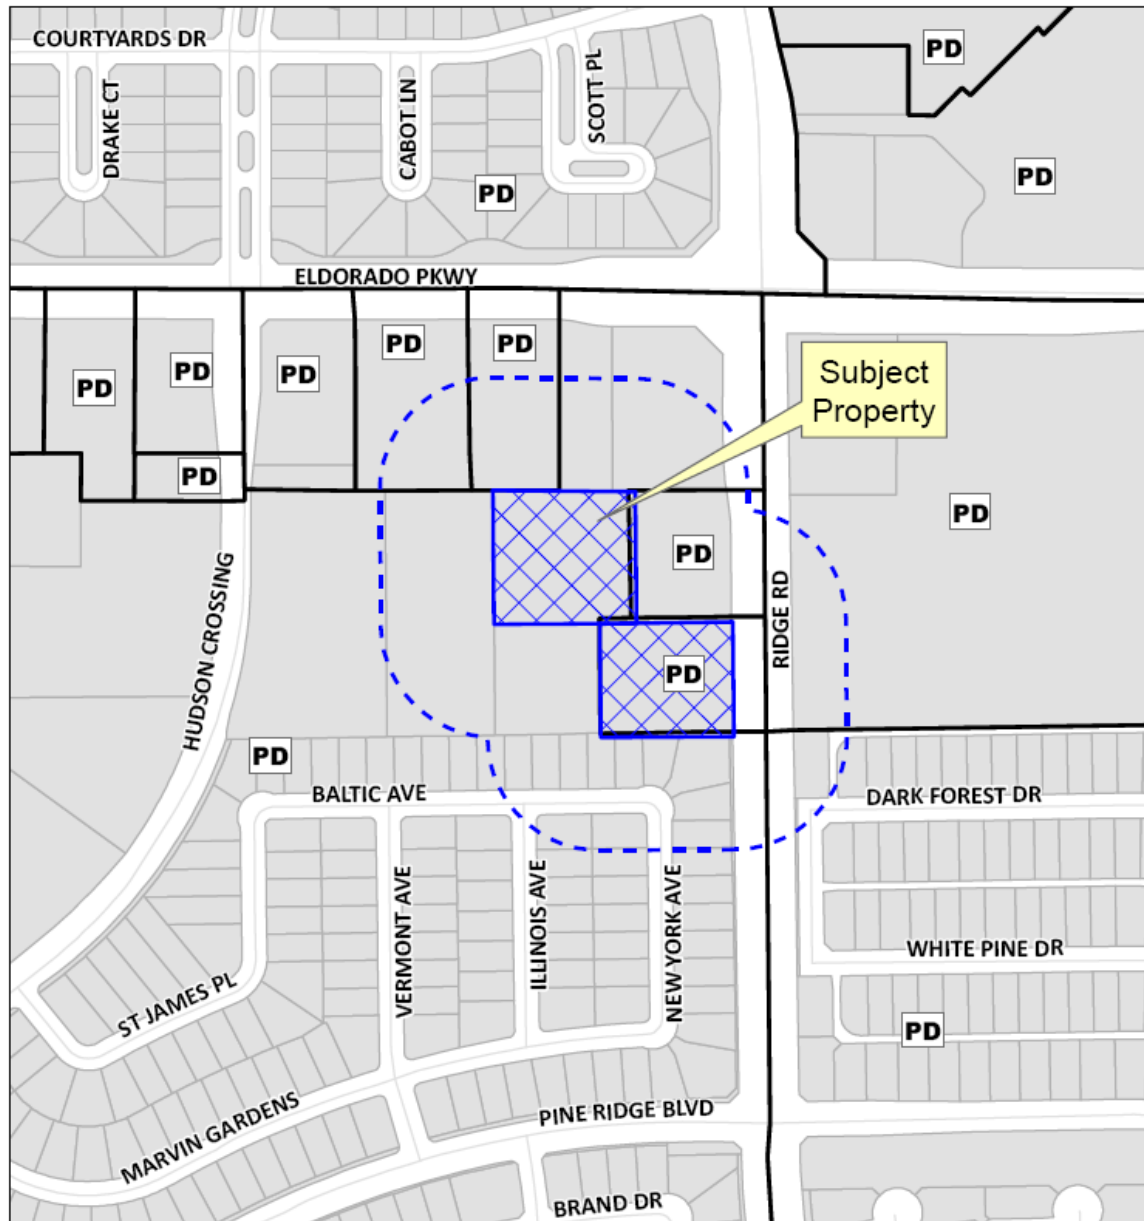 COURTYARDS DR
PD
DRAKE CT
CABOT LN
SCOTT PL
PD
PD
ELDORADO PKWY
PD
PD
PD
PD
PD
Subject
Property
PD
PD
PD
HUDSON CROSSING
RIDGE RD
PD
PD
BALTIC AVE
DARK FOREST DR
VERMONT AVE
ILLINOIS AVE
NEW YORK AVE
WHITE PINE DR
ST JAMES PL
PD
MARVIN GARDENS
PINE RIDGE BLVD
BRAND DR